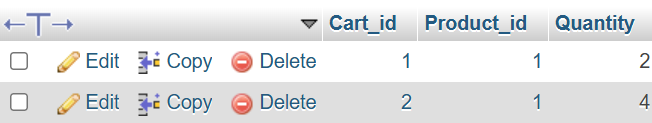 Cart_id Product_id Quantity
Edit Copy Delete 1 1 2
Edit Copy Delete 2 1 4